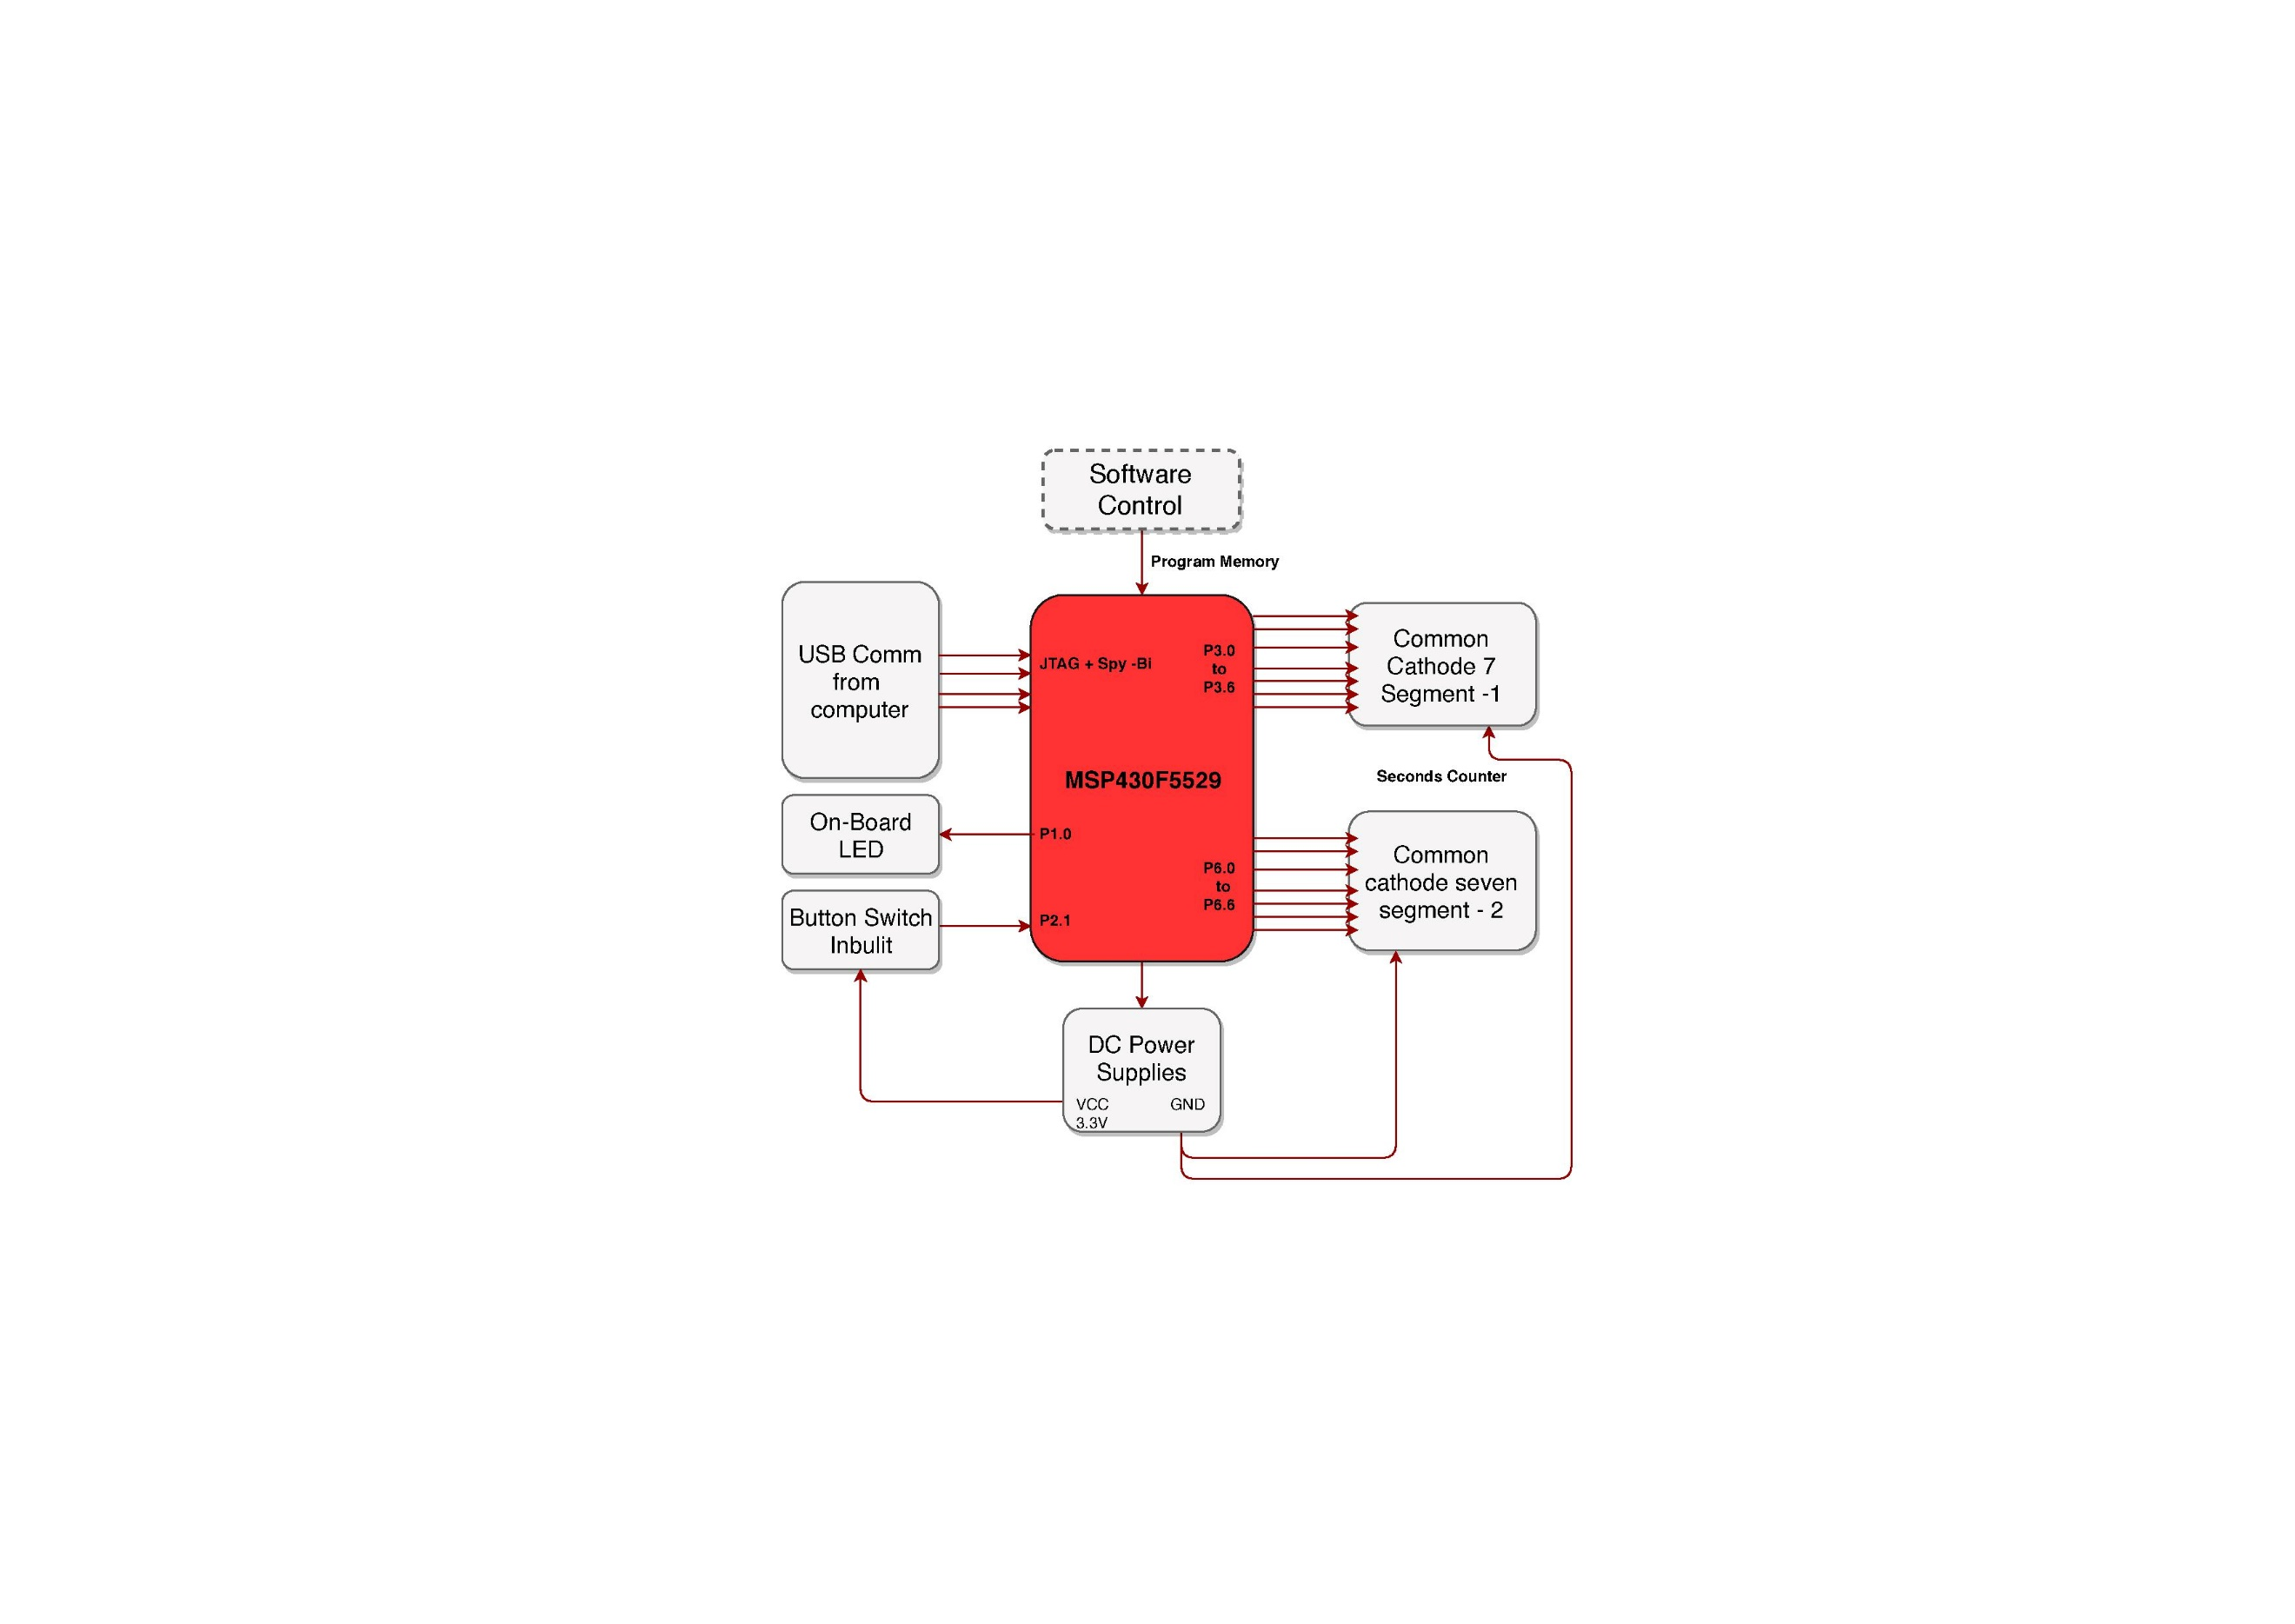 Software
Control
Program Memory
USB Comm
from
computer
JTAG + Spy -Bi
P3.0
to
P3.6
Common
Cathode 7
Segment -1
MSP430F5529
Seconds Counter
On-Board
LED
P1.0
P6.0
to
P6.6
Common
cathode seven
segment - 2
Button Switch
Inbulit
P2.1
DC Power
Supplies
VCC
3.3V
GND